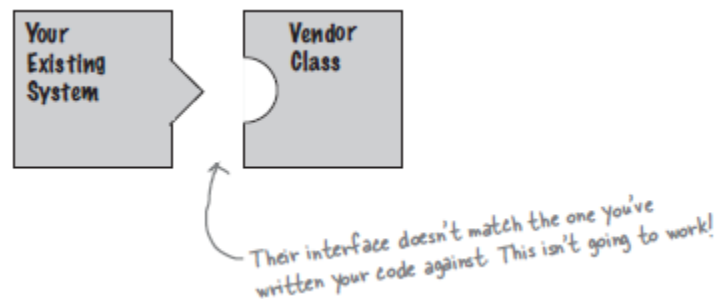 Your
Existing
System
Vendor
Class
Their interface doesn't match the one you've
written your code against. This isn't going to work!